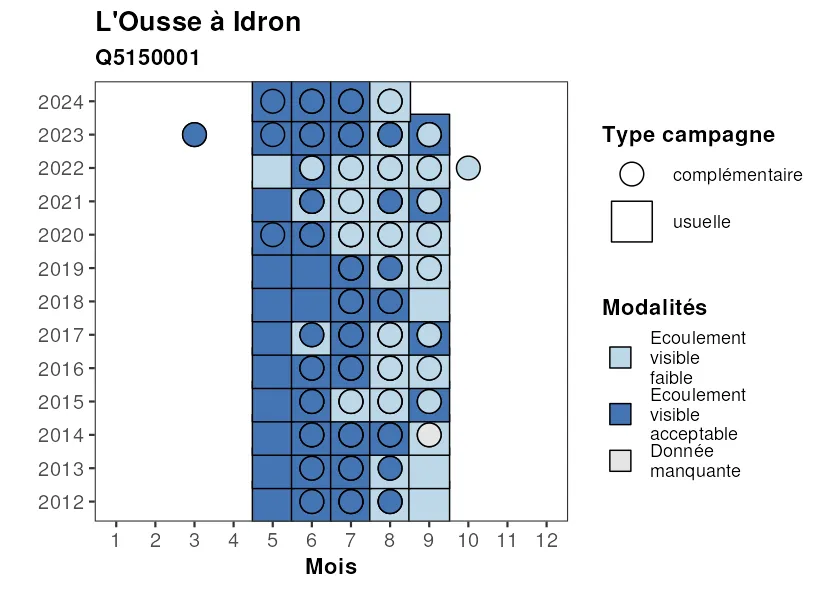 L'Ousse à Idron
Q5150001
2024
2023
2022
2021
2020
2019
2018
2017
2016
2015
2014
2013
2012
1 2 3 4 5 6 7 8 9 10 11 12
Mois
Type campagne
complémentaire
usuelle
Modalités
Ecoulement
visible
faible
Ecoulement
visible
acceptable
Donnée
manquante